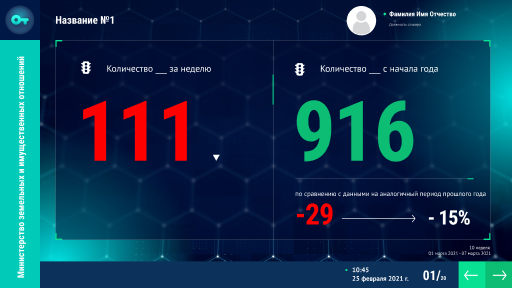 Название №1
Фамилия Имя Отчество
Должность спикера
Министерство земельных и имущественных отношений
Количество ___ за неделю
111
Количество ___ с начала года
916
по сравнению с данными на аналогичный период прошлого года
-29
- 15%
10 неделя
01 марта 2021 - 07 марта 2021
10:45
25 февраля 2021 г.
01/20